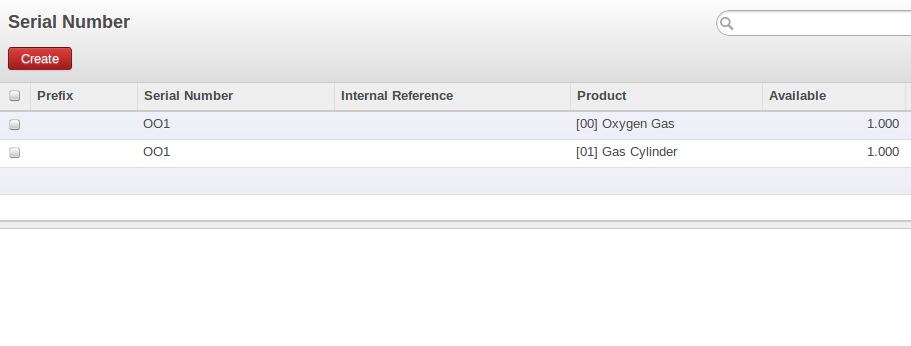 Serial Number
Create
Prefix Serial Number Internal Reference Product Available
OO1 [00] Oxygen Gas 1.000
OO1 [01] Gas Cylinder 1.000